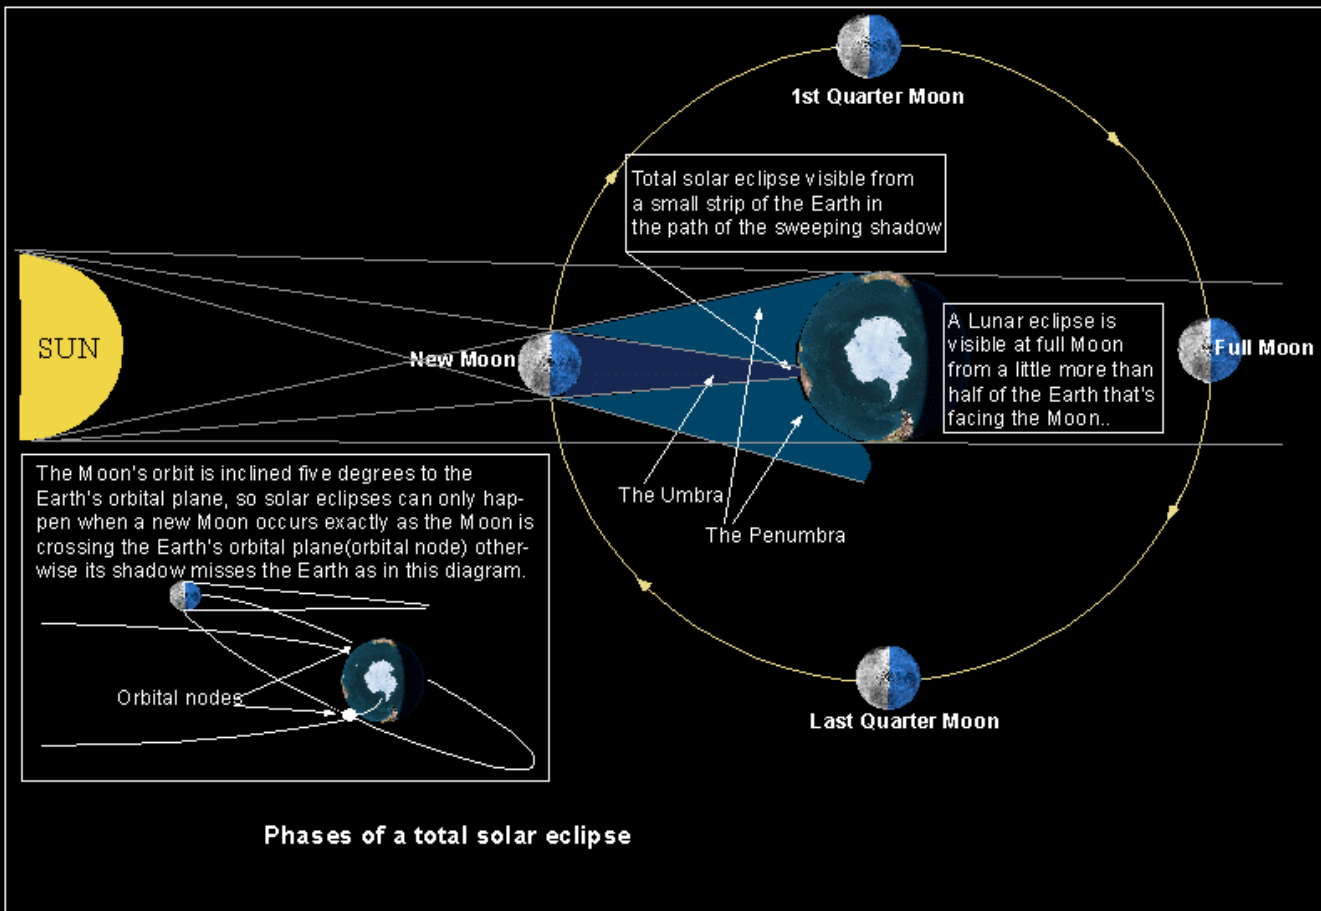 1st Quarter Moon
Total solar eclipse visible from
a small strip of the Earth in
the path of the sweeping shadow
SUN
New Moon
A Lunar eclipse is
visible at full Moon
from a little more than
half of the Earth that's
facing the Moon..
Full Moon
The Umbra
The Penumbra
The Moon's orbit is inclined five degrees to the
Earth's orbital plane, so solar eclipses can only hap-
pen when a new Moon occurs exactly as the Moon is
crossing the Earth's orbital plane(orbital node) other-
wise its shadow misses the Earth as in this diagram.
Orbital nodes
Last Quarter Moon
Phases of a total solar eclipse